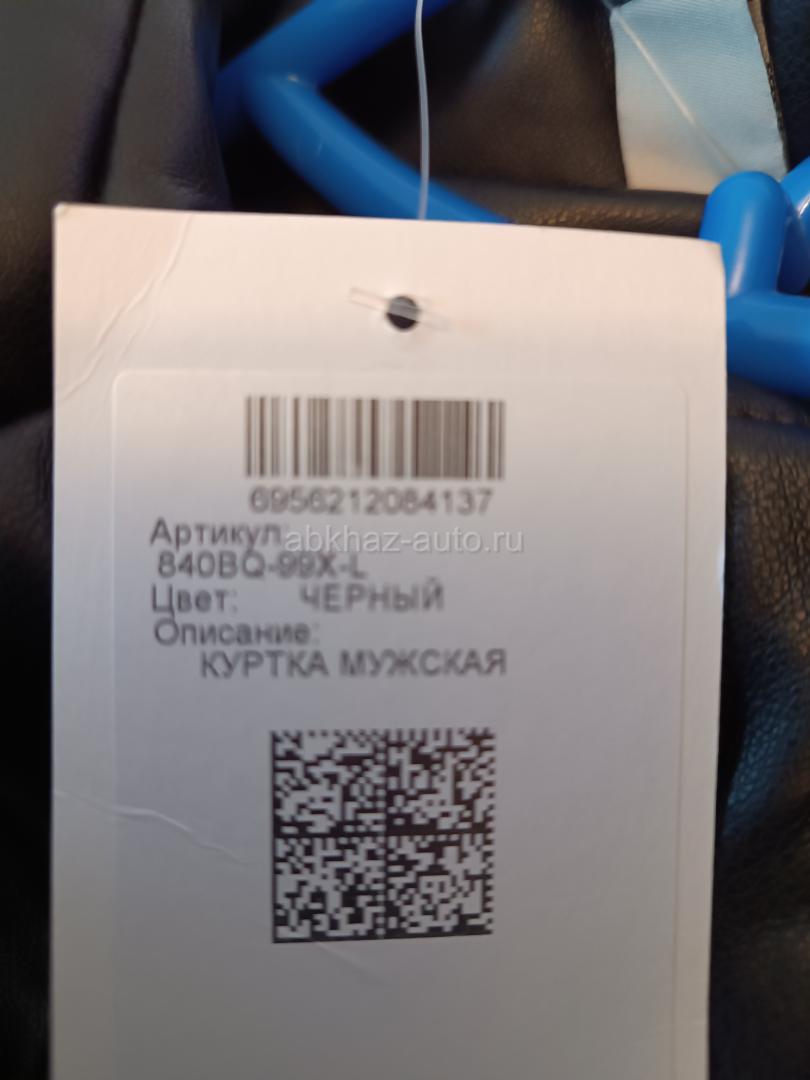 6956212084137
Артикул:
abkhaz-auto.ru
840BQ-99X-L
Цвет: ЧЕРНЫЙ
Описание:
КУРТКА МУЖСКАЯ